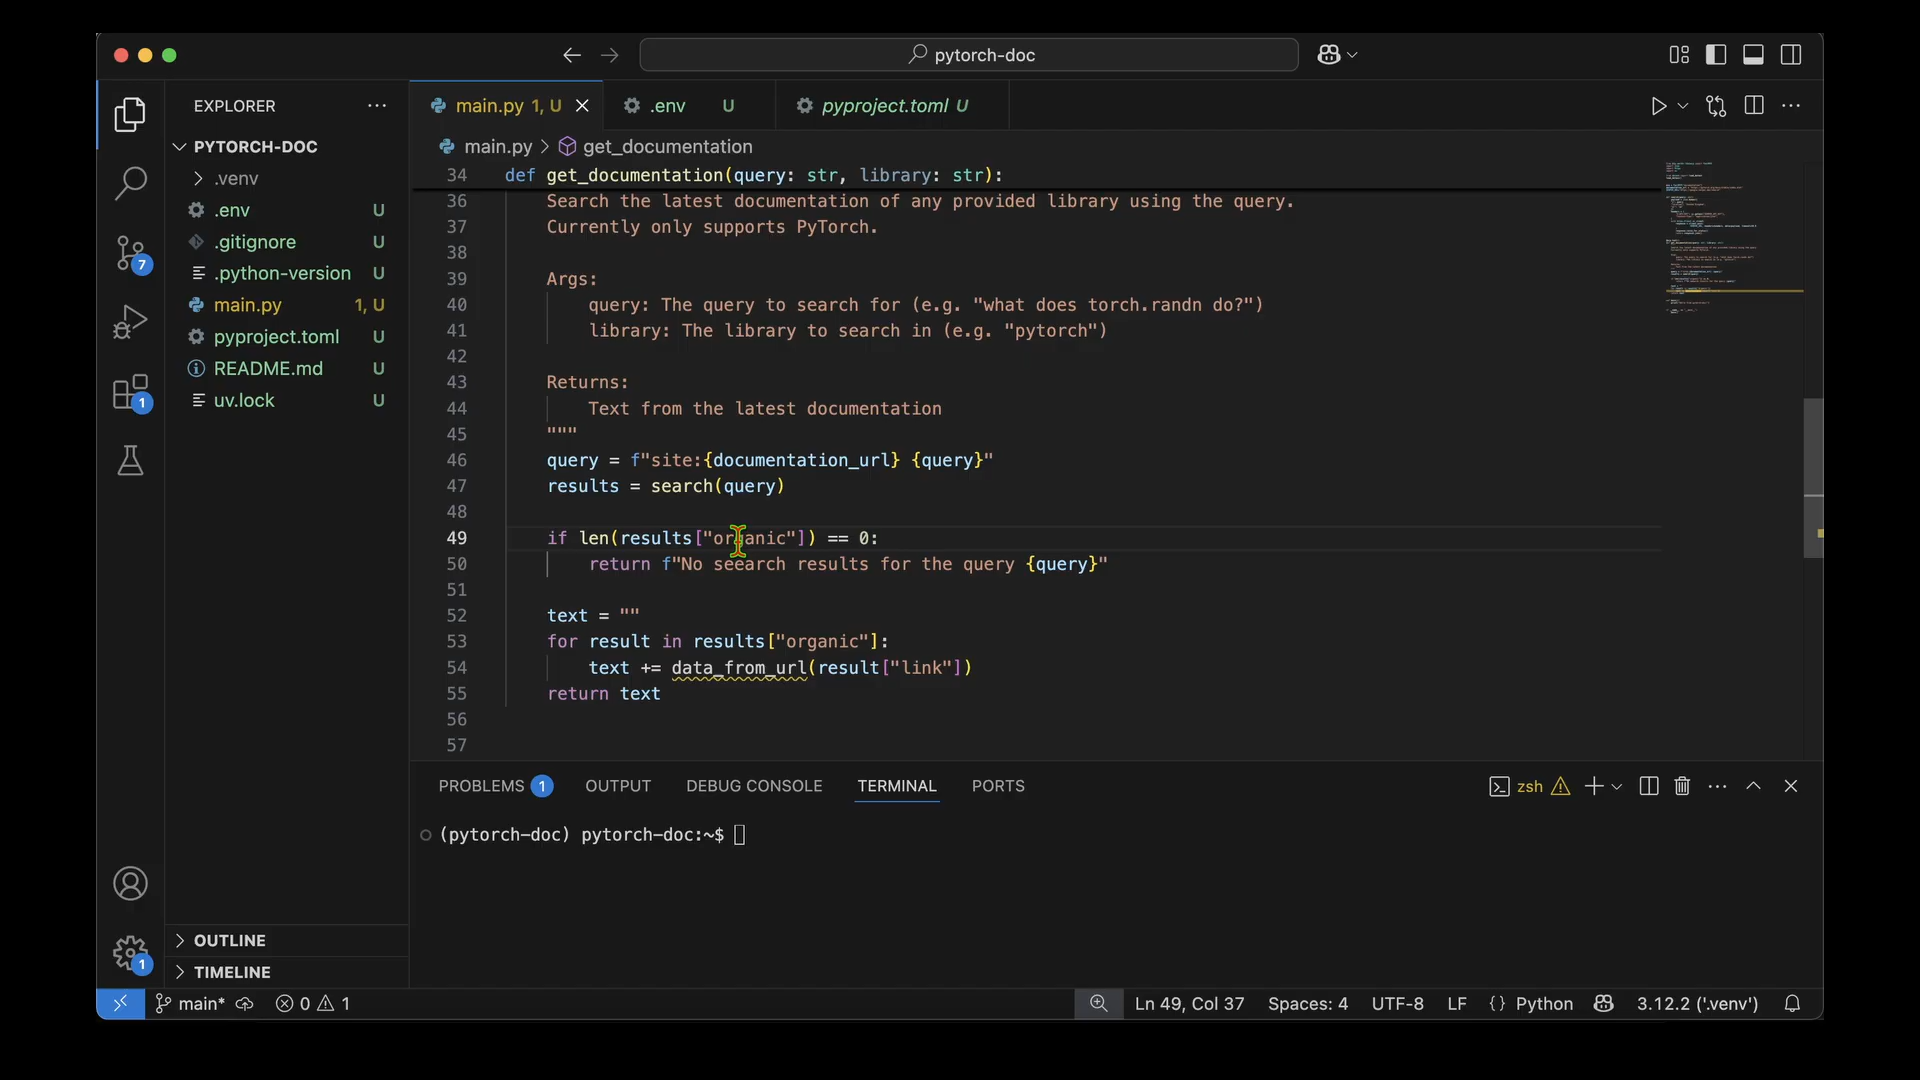 pytorch-doc
EXPLORER
main.py 1, U
.env U
pyproject.toml U
PYTORCH-DOC
main.py > get_documentation
.venv
.env U
.gitignore U
.python-version U
main.py 1, U
pyproject.toml U
README.md U
uv.lock U
7
1
34 def get_documentation(query: str, library: str):
36 Search the latest documentation of any provided library using the query.
37 Currently only supports PyTorch.
38
39 Args:
40 query: The query to search for (e.g. "what does torch.randn do?")
41 library: The library to search in (e.g. "pytorch")
42
43 Returns:
44 Text from the latest documentation
45 """
46 query = f"site:{documentation_url} {query}"
47 results = search(query)
48
49 if len(results["organic"]) == 0:
50 return f"No seearch results for the query {query}"
51
52 text = ""
53 for result in results["organic"]:
54 text += data_from_url(result["link"])
55 return text
56
57
PROBLEMS 1 OUTPUT DEBUG CONSOLE TERMINAL PORTS
zsh
(pytorch-doc) pytorch-doc:~$
OUTLINE
1
TIMELINE
main* 0 1
Ln 49, Col 37 Spaces: 4 UTF-8 LF {} Python 3.12.2 ('.venv')